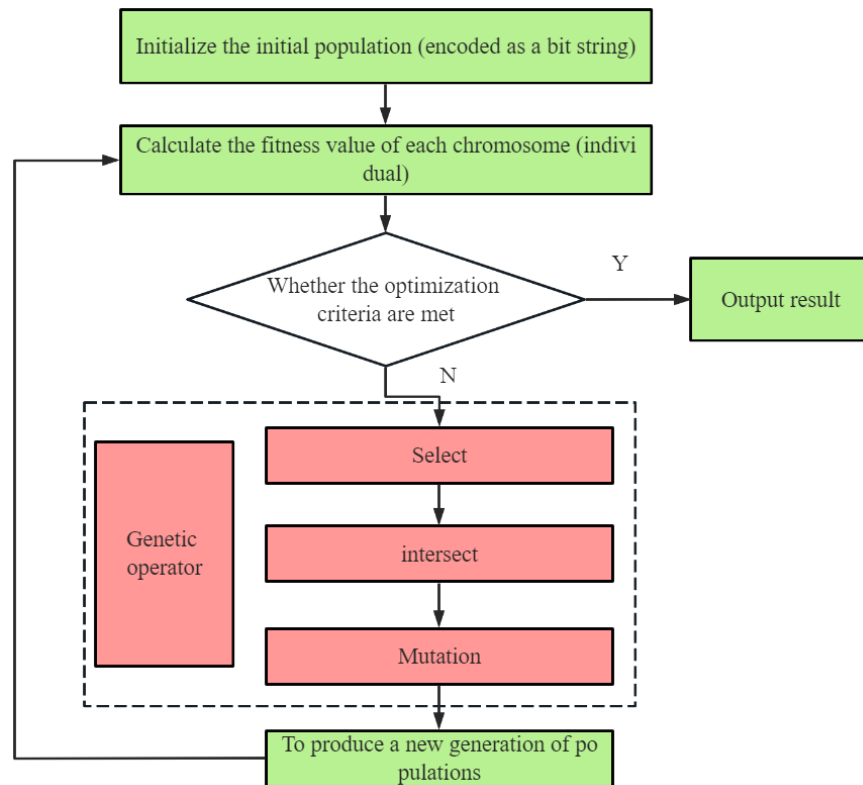 Initialize the initial population (encoded as a bit string)
Calculate the fitness value of each chromosome (indivi
dual)
Whether the optimization
criteria are met
Y
Output result
N
Genetic
operator
Select
intersect
Mutation
To produce a new generation of po
pulations